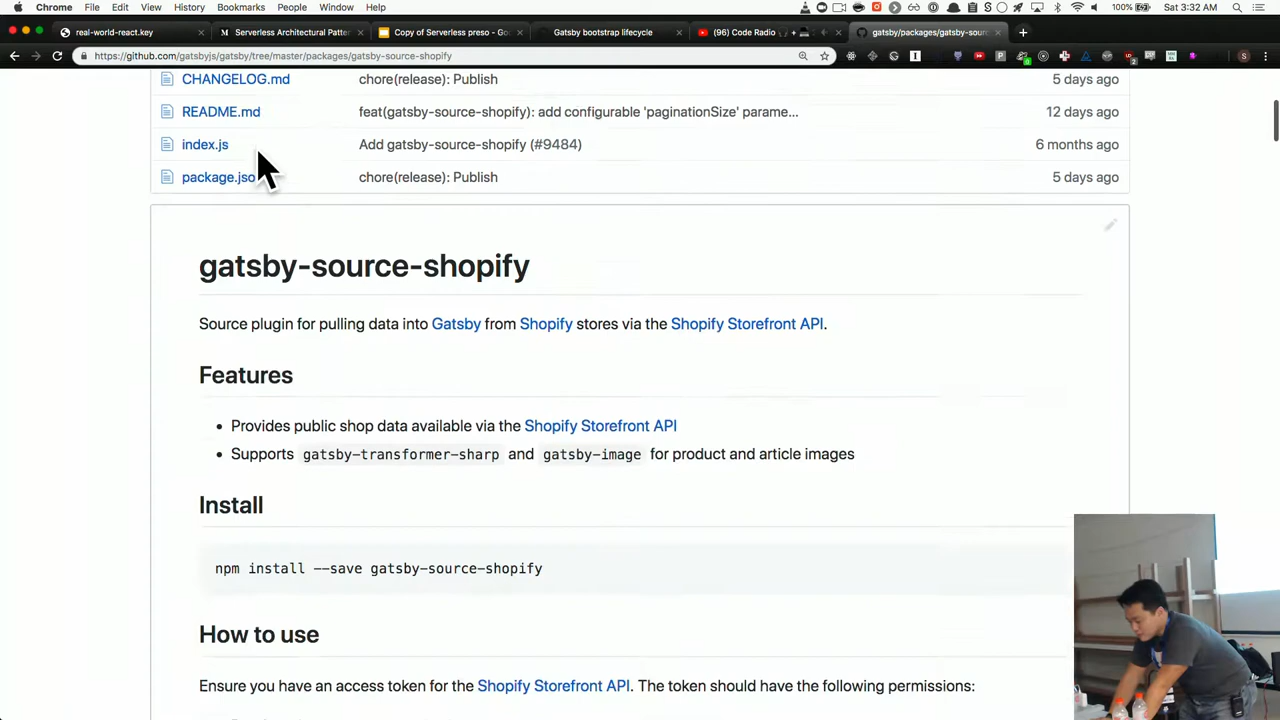 Chrome File Edit View History Bookmarks People Window Help 100% Sat 3:32 AM
real-world-react.key Serverless Architectural Patter Copy of Serverless preso - Go Gatsby bootstrap lifecycle (96) Code Radio gatsby/packages/gatsby-sour
https://github.com/gatsbyjs/gatsby/tree/master/packages/gatsby-source-shopify
CHANGELOG.md chore(release): Publish 5 days ago
README.md feat(gatsby-source-shopify): add configurable 'paginationSize' parame... 12 days ago
index.js Add gatsby-source-shopify (#9484) 6 months ago
package.jso chore(release): Publish 5 days ago
gatsby-source-shopify
Source plugin for pulling data into Gatsby from Shopify stores via the Shopify Storefront API.
Features
• Provides public shop data available via the Shopify Storefront API
• Supports gatsby-transformer-sharp and gatsby-image for product and article images
Install
npm install --save gatsby-source-shopify
How to use
Ensure you have an access token for the Shopify Storefront API. The token should have the following permissions: